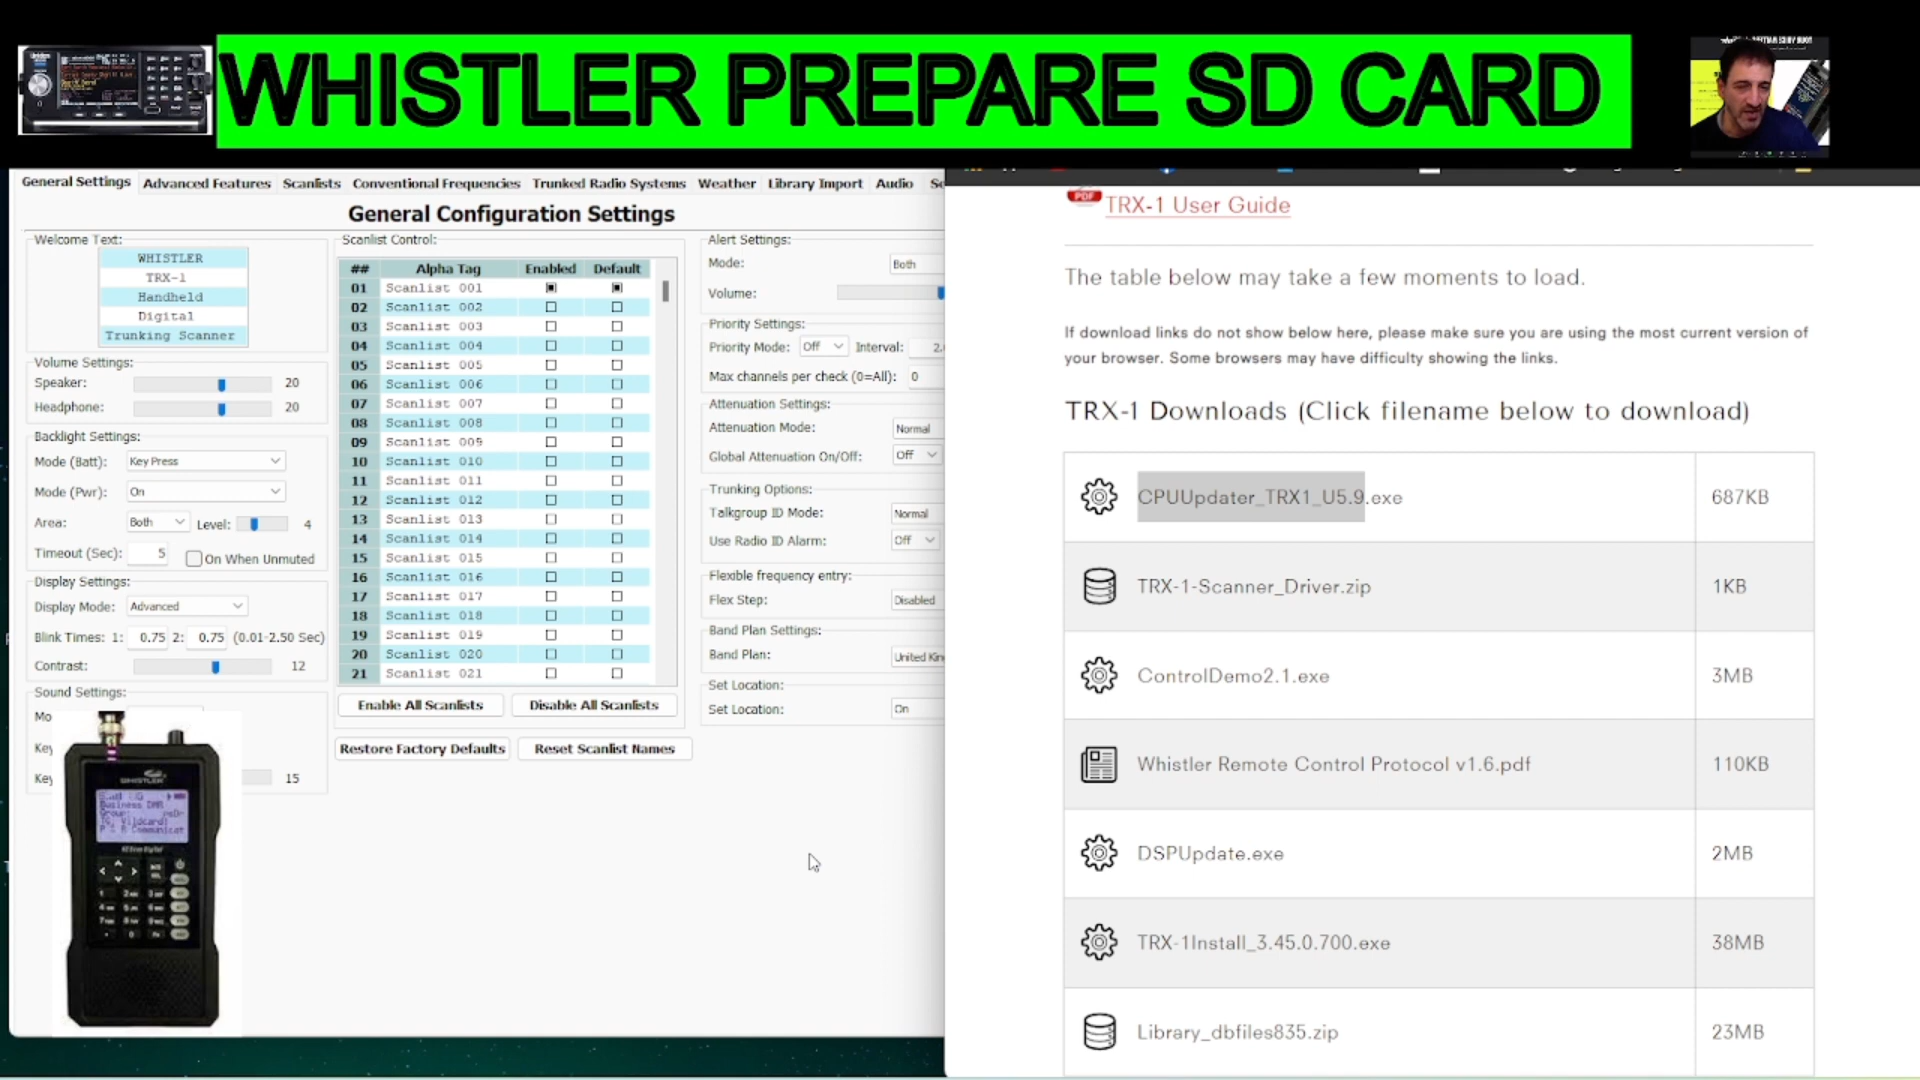 WHISTLER PREPARE SD CARD
General Settings Advanced Features Scanlists Conventional Frequencies Trunked Radio Systems Weather Library Import Audio
General Configuration Settings
Welcome Text:
WHISTLER
TRX-1
Handheld
Digital
Trunking Scanner
Volume Settings:
Speaker: 20
Headphone: 20
Backlight Settings:
Mode (Batt): Key Press
Mode (Pwr): On
Area: Both Level: 4
Timeout (Sec): 5 On When Unmuted
Display Settings:
Display Mode: Advanced
Blink Times: 1: 0.75 2: 0.75 (0.01-2.50 Sec)
Contrast: 12
Sound Settings:
Mo
Key
Key 15
WHISTLER
Scanlist Control:
## Alpha Tag Enabled Default
01 Scanlist 001
02 Scanlist 002
03 Scanlist 003
04 Scanlist 004
05 Scanlist 005
06 Scanlist 006
07 Scanlist 007
08 Scanlist 008
09 Scanlist 009
10 Scanlist 010
11 Scanlist 011
12 Scanlist 012
13 Scanlist 013
14 Scanlist 014
15 Scanlist 015
16 Scanlist 016
17 Scanlist 017
18 Scanlist 018
19 Scanlist 019
20 Scanlist 020
21 Scanlist 021
Enable All Scanlists Disable All Scanlists
Restore Factory Defaults Reset Scanlist Names
Alert Settings:
Mode: Both
Volume:
Priority Settings:
Priority Mode: Off Interval: 2.
Max channels per check (0=All): 0
Attenuation Settings:
Attenuation Mode: Normal
Global Attenuation On/Off: Off
Trunking Options:
Talkgroup ID Mode: Normal
Use Radio ID Alarm: Off
Flexible frequency entry:
Flex Step: Disabled
Band Plan Settings:
Band Plan: United Kin
Set Location:
Set Location: On
PDF TRX-1 User Guide
The table below may take a few moments to load.
If download links do not show below here, please make sure you are using the most current version of
your browser. Some browsers may have difficulty showing the links.
TRX-1 Downloads (Click filename below to download)
CPUUpdater_TRX1_U5.9.exe 687KB
TRX-1-Scanner_Driver.zip 1KB
ControlDemo2.1.exe 3MB
Whistler Remote Control Protocol v1.6.pdf 110KB
DSPUpdate.exe 2MB
TRX-1Install_3.45.0.700.exe 38MB
Library_dbfiles835.zip 23MB